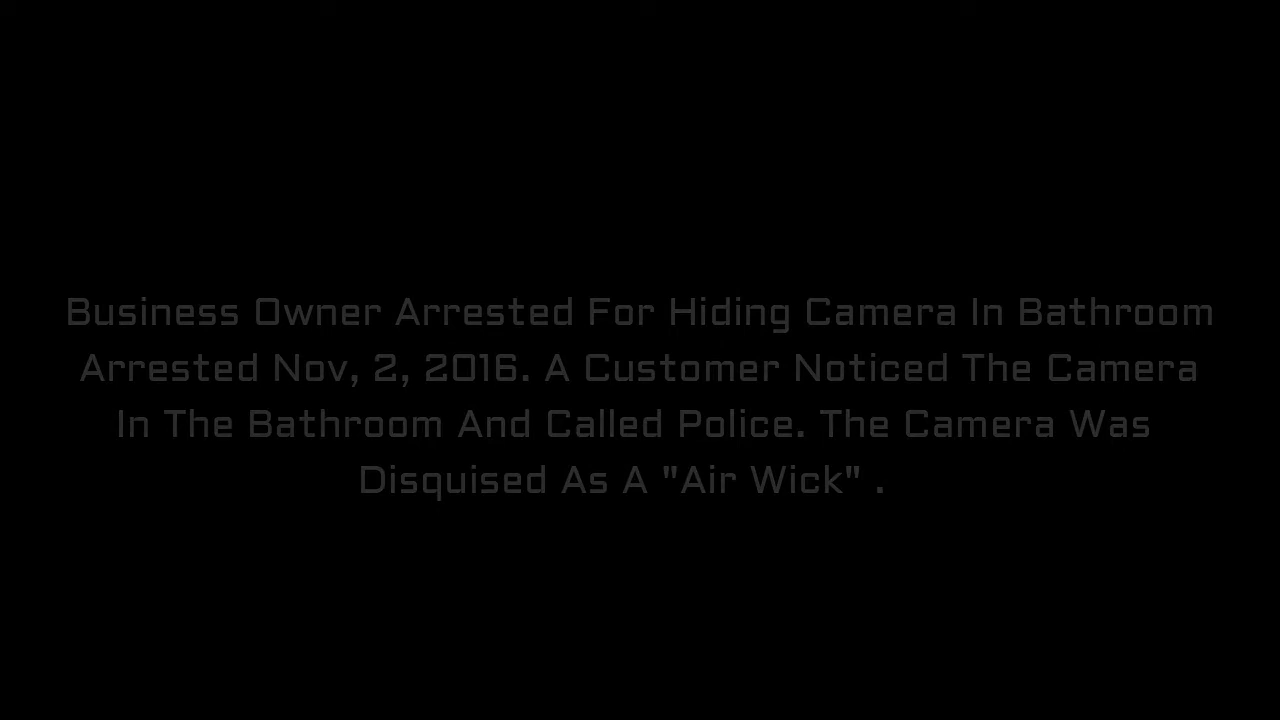 Business Owner Arrested For Hiding Camera In Bathroom
Arrested Nov, 2, 2016. A Customer Noticed The Camera
In The Bathroom And Called Police. The Camera Was
Disquised As A "Air Wick" .